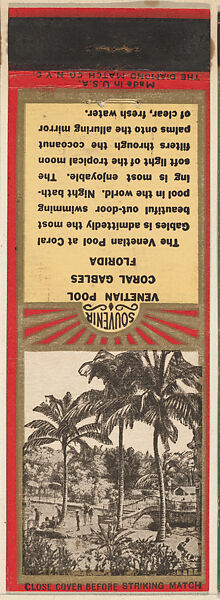 Made in U.S.A.
THE DIAMOND MATCH CO. N.Y.C.
VENETIAN POOL
CORAL GABLES
FLORIDA
The Venetian Pool at Coral
Gables is admittedly the most
beautiful out-door swimming
pool in the world. Night bath-
ing is most enjoyable. The
soft light of the tropical moon
filters through the cocoanut
palms onto the alluring mirror
of clear, fresh water.
SOUVENIR
CLOSE COVER BEFORE STRIKING MATCH